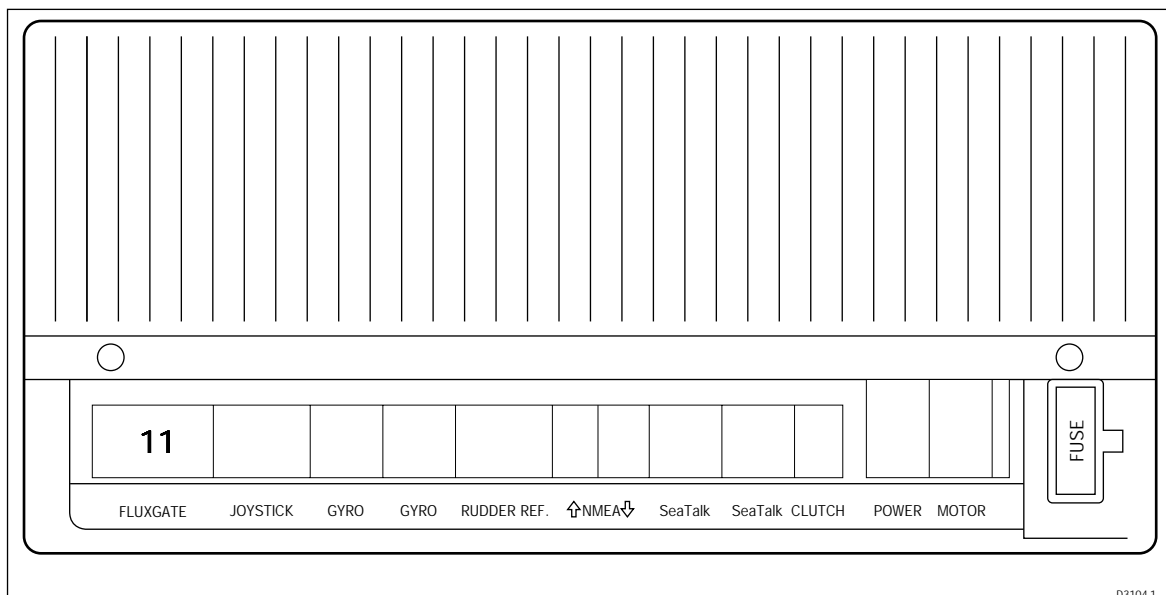 11
FUSE
FLUXGATE JOYSTICK GYRO GYRO RUDDER REF. ⇧NMEA⇩ SeaTalk SeaTalk CLUTCH POWER MOTOR
D3104 1